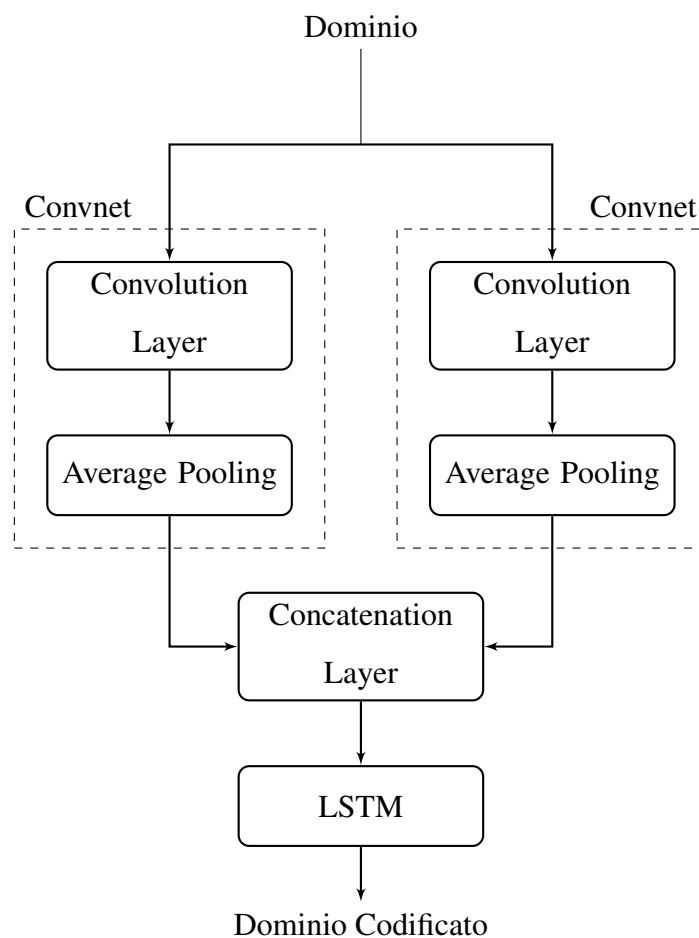 Dominio
Convnet
Convnet
Convolution
Layer
Convolution
Layer
Average Pooling
Average Pooling
Concatenation
Layer
LSTM
Dominio Codificato